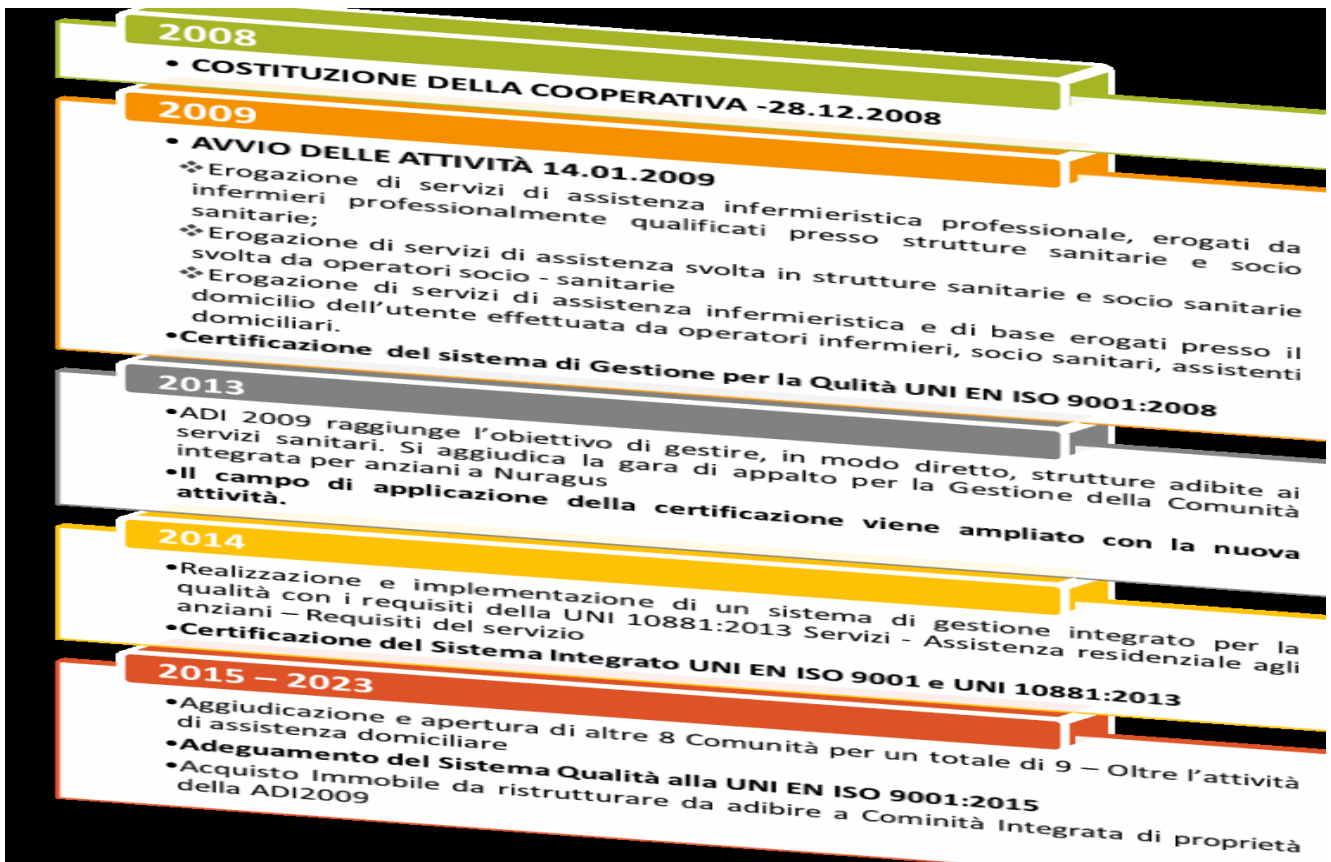 2008
• COSTITUZIONE DELLA COOPERATIVA -28.12.2008
2009
• AVVIO DELLE ATTIVITÀ 14.01.2009
❖Erogazione di servizi di assistenza infermieristica professionale, erogati da
infermieri professionalmente qualificati presso strutture sanitarie e socio
sanitarie;
❖Erogazione di servizi di assistenza svolta in strutture sanitarie e socio sanitarie
svolta da operatori socio - sanitarie
❖Erogazione di servizi di assistenza infermieristica e di base erogati presso il
domicilio dell'utente effettuata da operatori infermieri, socio sanitari, assistenti
domiciliari.
•Certificazione del sistema di Gestione per la Qulità UNI EN ISO 9001:2008
2013
•ADI 2009 raggiunge l'obiettivo di gestire, in modo diretto, strutture adibite ai
servizi sanitari. Si aggiudica la gara di appalto per la Gestione della Comunità
integrata per anziani a Nuragus
•Il campo di applicazione della certificazione viene ampliato con la nuova
attività.
2014
•Realizzazione e implementazione di un sistema di gestione integrato per la
qualità con i requisiti della UNI 10881:2013 Servizi - Assistenza residenziale agli
anziani – Requisiti del servizio
•Certificazione del Sistema Integrato UNI EN ISO 9001 e UNI 10881:2013
2015 – 2023
•Aggiudicazione e apertura di altre 8 Comunità per un totale di 9 – Oltre l'attività
di assistenza domiciliare
•Adeguamento del Sistema Qualità alla UNI EN ISO 9001:2015
•Acquisto Immobile da ristrutturare da adibire a Cominità Integrata di proprietà
della ADI2009